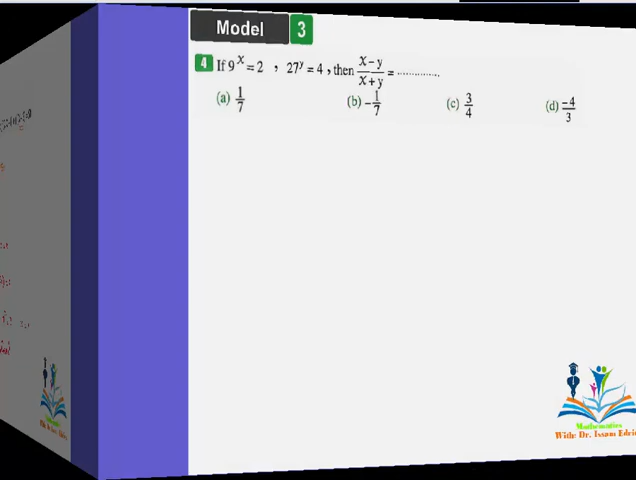 Model 3
4 If 9^x = 2 , 27^y = 4 , then (x-y)/(x+y) = ..............
(a) 1/7 (b) -1/7 (c) 3/4 (d) -4/3
Mathematics
With: Dr. Issam Edri